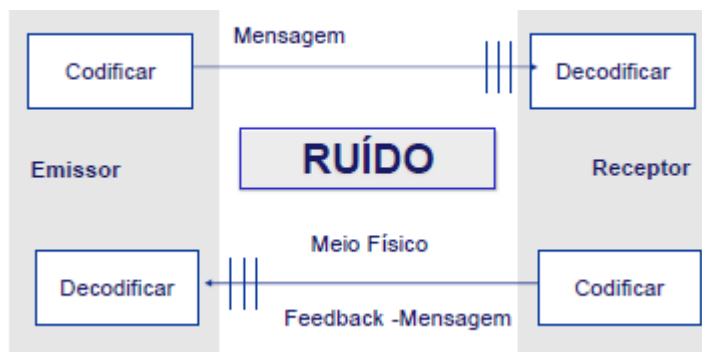 Mensagem
Codificar
Decodificar
RUÍDO
Emissor
Receptor
Meio Físico
Decodificar
Codificar
Feedback -Mensagem